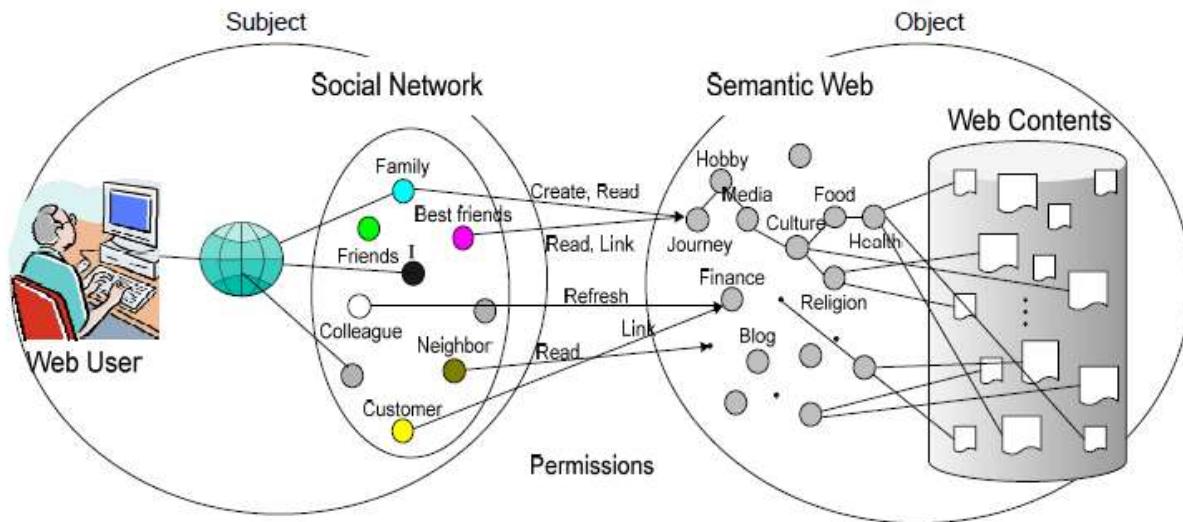 Subject
Object
Social Network
Semantic Web
Web Contents
Family
Hobby
Create, Read
Media
Food
Best friends
Culture
Read, Link
Journey
Health
Friends
I
Finance
Religion
Refresh
Colleague
Link
Neighbor
Read
Blog
Web User
Customer
Permissions